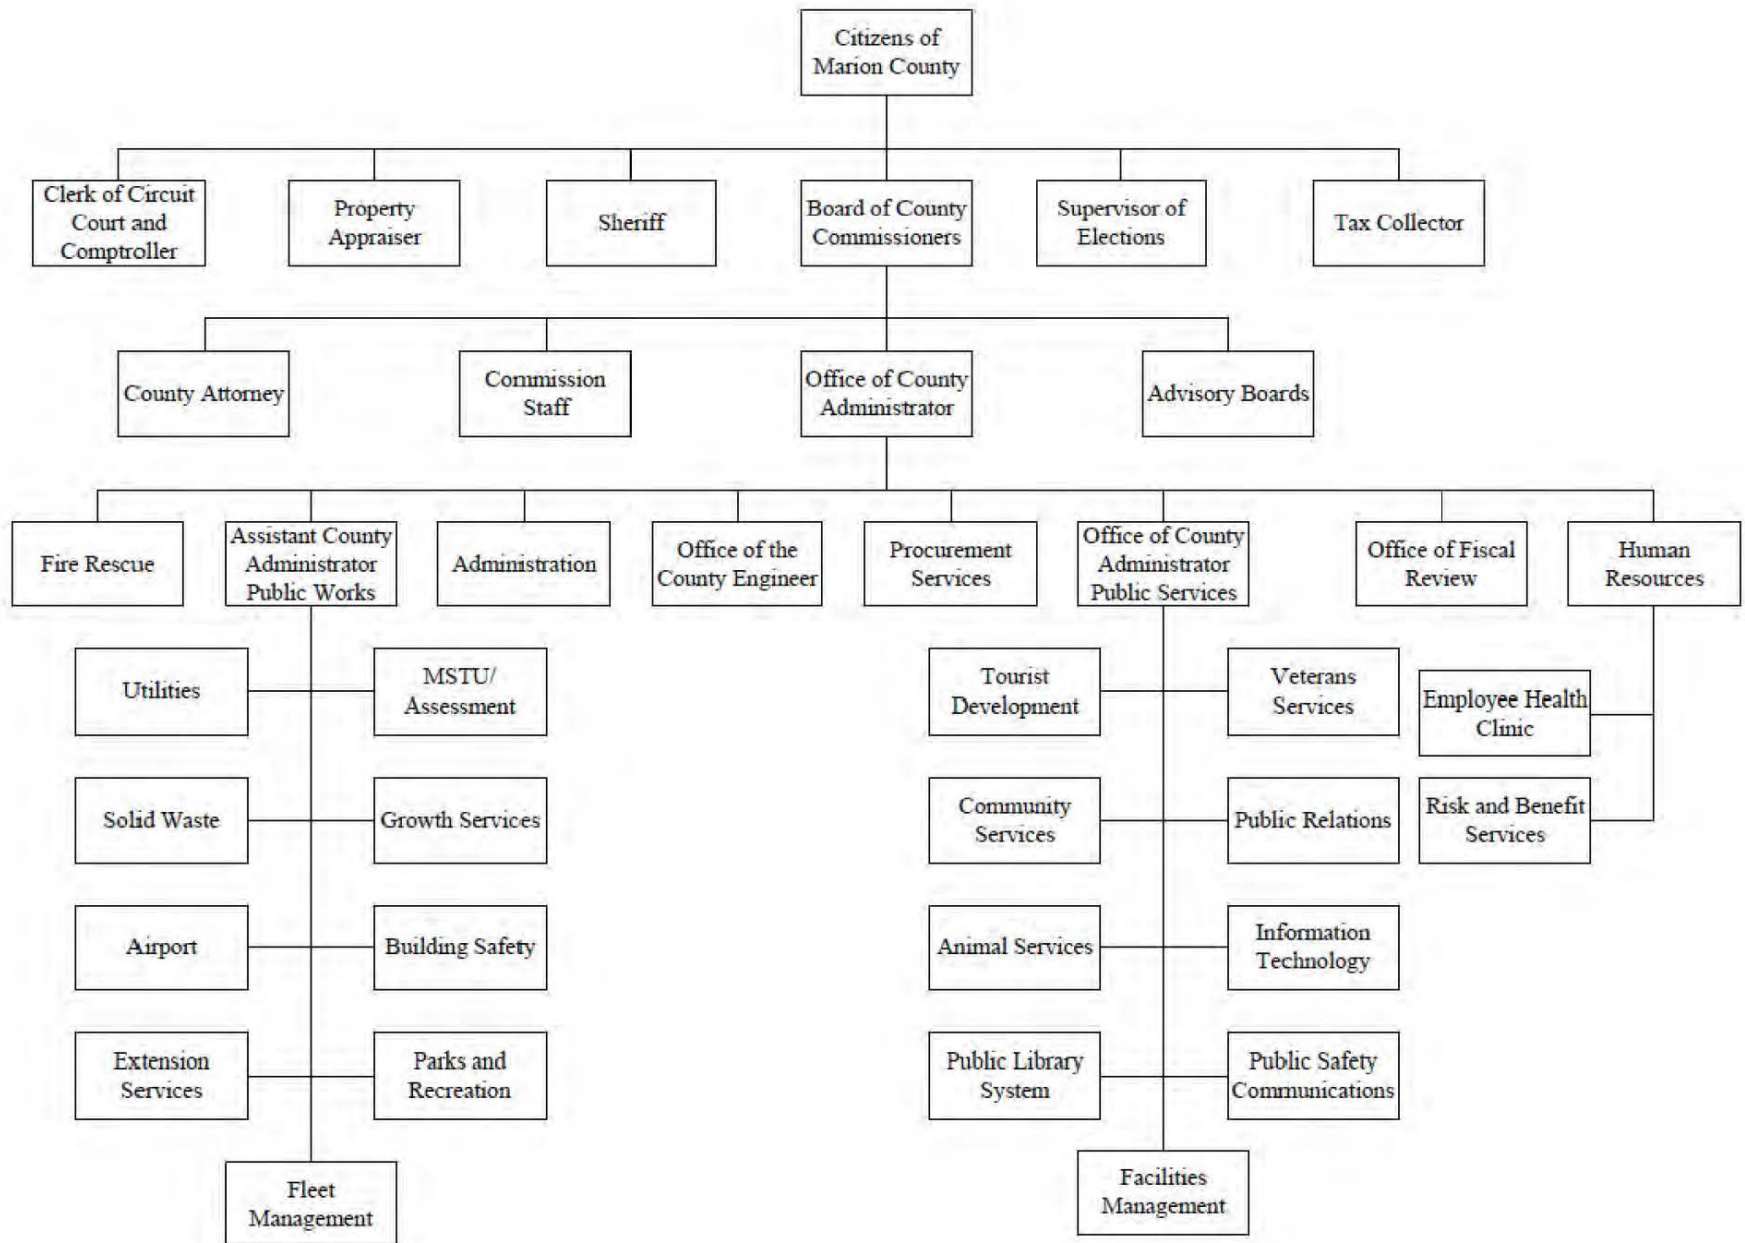 Citizens of
Marion County
Clerk of Circuit
Court and
Comptroller
Property
Appraiser
Sheriff
Board of County
Commissioners
Supervisor of
Elections
Tax Collector
County Attorney
Commission
Staff
Office of County
Administrator
Advisory Boards
Fire Rescue
Assistant County
Administrator
Public Works
Administration
Office of the
County Engineer
Procurement
Services
Office of County
Administrator
Public Services
Office of Fiscal
Review
Human
Resources
Utilities
MSTU/
Assessment
Tourist
Development
Veterans
Services
Employee Health
Clinic
Solid Waste
Growth Services
Community
Services
Public Relations
Risk and Benefit
Services
Airport
Building Safety
Animal Services
Information
Technology
Extension
Services
Parks and
Recreation
Public Library
System
Public Safety
Communications
Fleet
Management
Facilities
Management